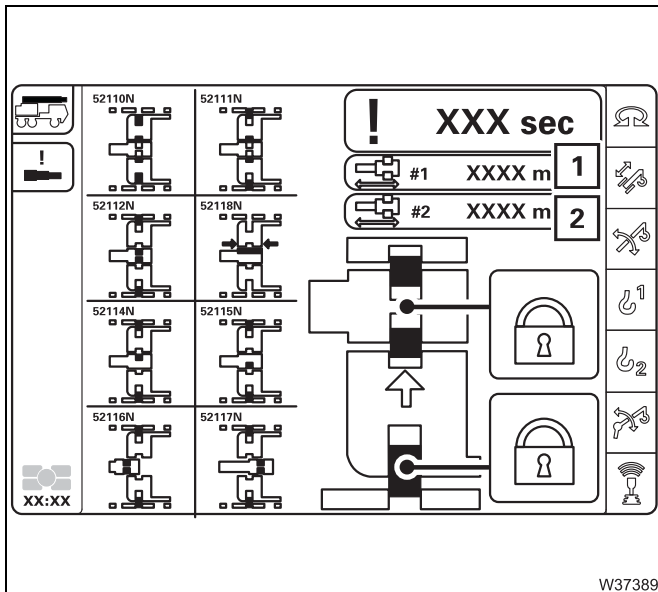 52110N
52111N
52112N
52118N
52114N
52115N
52116N
52117N
!
XX:XX
! XXX sec
#1 XXXX m 1
#2 XXXX m 2
1
2
W37389